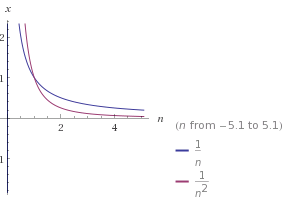 x
2
1
n
2
4
1
(n from −5.1 to 5.1)
1/n
1/n²